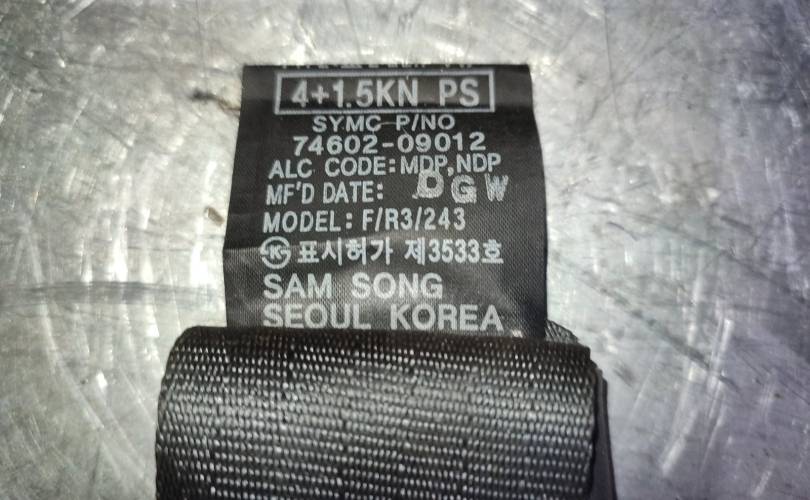 4+1.5KN PS
SYMC P/NO
74602-09012
ALC CODE:MDP,NDP
MF'D DATE: DGW
MODEL: F/R3/243
K 표시허가 제3533호
SAM SONG
SEOUL KOREA